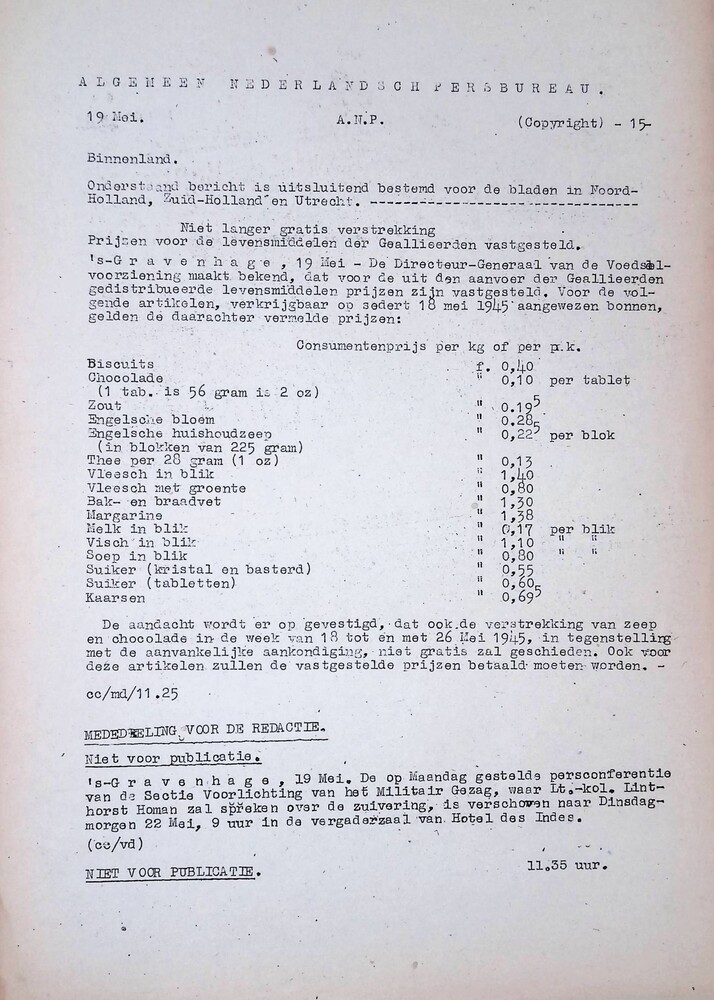 ALGEMEEN NEDERLANDSCH PERSBUREAU.
19 Mei. A.N.P. (Copyright) - 15-
Binnenland.
Onderstaand bericht is uitsluitend bestemd voor de bladen in Noord-
Holland, Zuid-Holland en Utrecht. --------------------------------
Niet langer gratis verstrekking
Prijzen voor de levensmiddelen der Geallieerden vastgesteld.
's-Gravenhage, 19 Mei - De Directeur-Generaal van de Voedsel-
voorziening maakt bekend, dat voor de uit den aanvoer der Geallieerden
gedistribueerde levensmiddelen prijzen zijn vastgesteld. Voor de vol-
gende artikelen, verkrijgbaar op sedert 18 mei 1945 aangewezen bonnen,
gelden de daarachter vermelde prijzen:
Consumentenprijs per kg of per p.k.
Biscuits f. 0,40
Chocolade " 0,10 per tablet
(1 tab. is 56 gram is 2 oz)
Zout " 0.19⁵
Engelsche bloem " 0.28
Engelsche huishoudzeep " 0,22⁵ per blok
(in blokken van 225 gram)
Thee per 28 gram (1 oz) " 0,13
Vleesch in blik " 1,40
Vleesch met groente " 0,80
Bak- en braadvet " 1,30
Margarine " 1,38
Melk in blik " 0,17 per blik
Visch in blik " 1,10 " "
Soep in blik " 0,80 " "
Suiker (kristal en basterd) " 0,55
Suiker (tabletten) " 0,60
Kaarsen " 0,69⁵
De aandacht wordt er op gevestigd, dat ook de verstrekking van zeep
en chocolade in de week van 18 tot en met 26 Mei 1945, in tegenstelling
met de aanvankelijke aankondiging, niet gratis zal geschieden. Ook voor
deze artikelen zullen de vastgestelde prijzen betaald moeten worden. -
cc/md/11.25
MEDEDEELING VOOR DE REDACTIE.
Niet voor publicatie.
's-Gravenhage, 19 Mei. De op Maandag gestelde persconferentie
van de Sectie Voorlichting van het Militair Gezag, waar Lt.-kol. Lint-
horst Homan zal spreken over de zuivering, is verschoven naar Dinsdag-
morgen 22 Mei, 9 uur in de vergaderzaal van Hotel des Indes.
(cc/vd)
NIET VOOR PUBLICATIE. 11.35 uur.